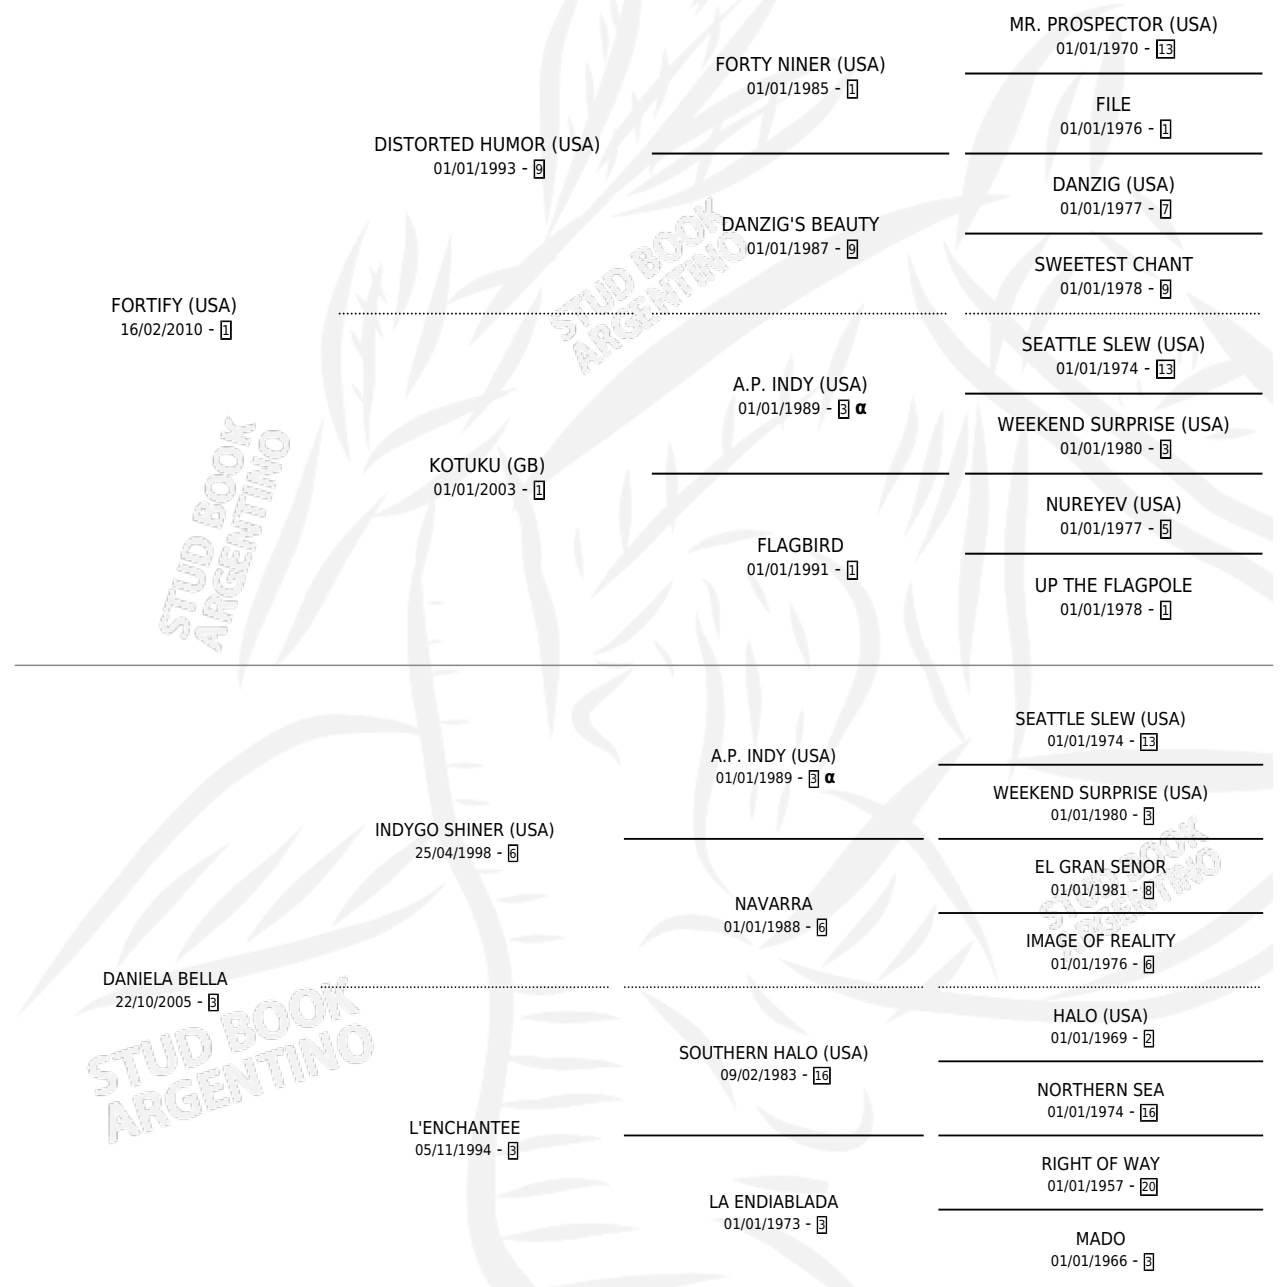 MR. PROSPECTOR (USA)
01/01/1970 - 13
FORTY NINER (USA)
01/01/1985 - 1
FILE
01/01/1976 - 1
DISTORTED HUMOR (USA)
01/01/1993 - 9
DANZIG (USA)
01/01/1977 - 7
DANZIG'S BEAUTY
01/01/1987 - 9
SWEETEST CHANT
01/01/1978 - 9
STUD BOOK
ARGENTINO
FORTIFY (USA)
16/02/2010 - 1
SEATTLE SLEW (USA)
01/01/1974 - 13
A.P. INDY (USA)
01/01/1989 - 3 α
WEEKEND SURPRISE (USA)
01/01/1980 - 3
KOTUKU (GB)
01/01/2003 - 1
NUREYEV (USA)
01/01/1977 - 5
FLAGBIRD
01/01/1991 - 1
UP THE FLAGPOLE
01/01/1978 - 1
STUD BOOK
ARGENTINO
SEATTLE SLEW (USA)
01/01/1974 - 13
A.P. INDY (USA)
01/01/1989 - 3 α
WEEKEND SURPRISE (USA)
01/01/1980 - 3
INDYGO SHINER (USA)
25/04/1998 - 6
EL GRAN SENOR
01/01/1981 - 8
NAVARRA
01/01/1988 - 6
IMAGE OF REALITY
01/01/1976 - 6
STUD BOOK
ARGENTINO
DANIELA BELLA
22/10/2005 - 3
HALO (USA)
01/01/1969 - 2
SOUTHERN HALO (USA)
09/02/1983 - 16
NORTHERN SEA
01/01/1974 - 16
STUD BOOK
ARGENTINO
L'ENCHANTEE
05/11/1994 - 3
RIGHT OF WAY
01/01/1957 - 20
LA ENDIABLADA
01/01/1973 - 3
MADO
01/01/1966 - 3